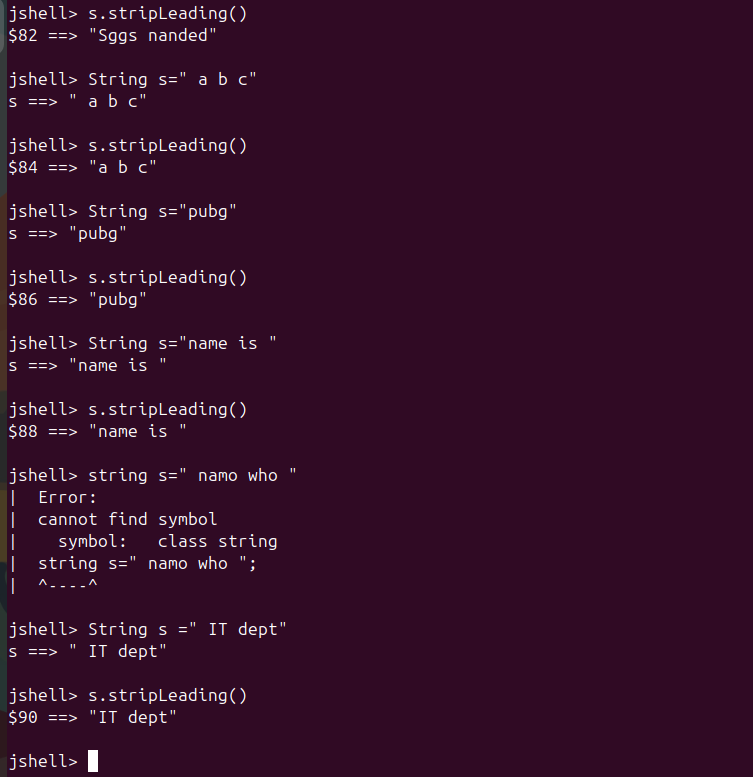 jshell> s.stripLeading()
$82 ==> "Sggs nanded"
jshell> String s=" a b c"
s ==> " a b c"
jshell> s.stripLeading()
$84 ==> "a b c"
jshell> String s="pubg"
s ==> "pubg"
jshell> s.stripLeading()
$86 ==> "pubg"
jshell> String s="name is "
s ==> "name is "
jshell> s.stripLeading()
$88 ==> "name is "
jshell> string s=" namo who "
|  Error:
|  cannot find symbol
|    symbol:   class string
|  string s=" namo who ";
|  ^----^
jshell> String s =" IT dept"
s ==> " IT dept"
jshell> s.stripLeading()
$90 ==> "IT dept"
jshell>